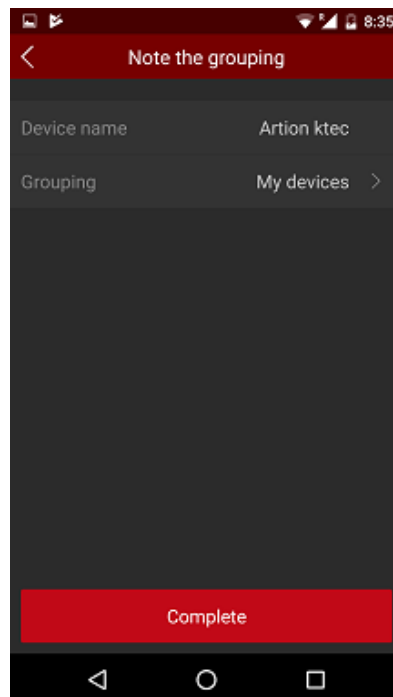 8:35
Note the grouping
Device name Artion ktec
Grouping My devices
Complete